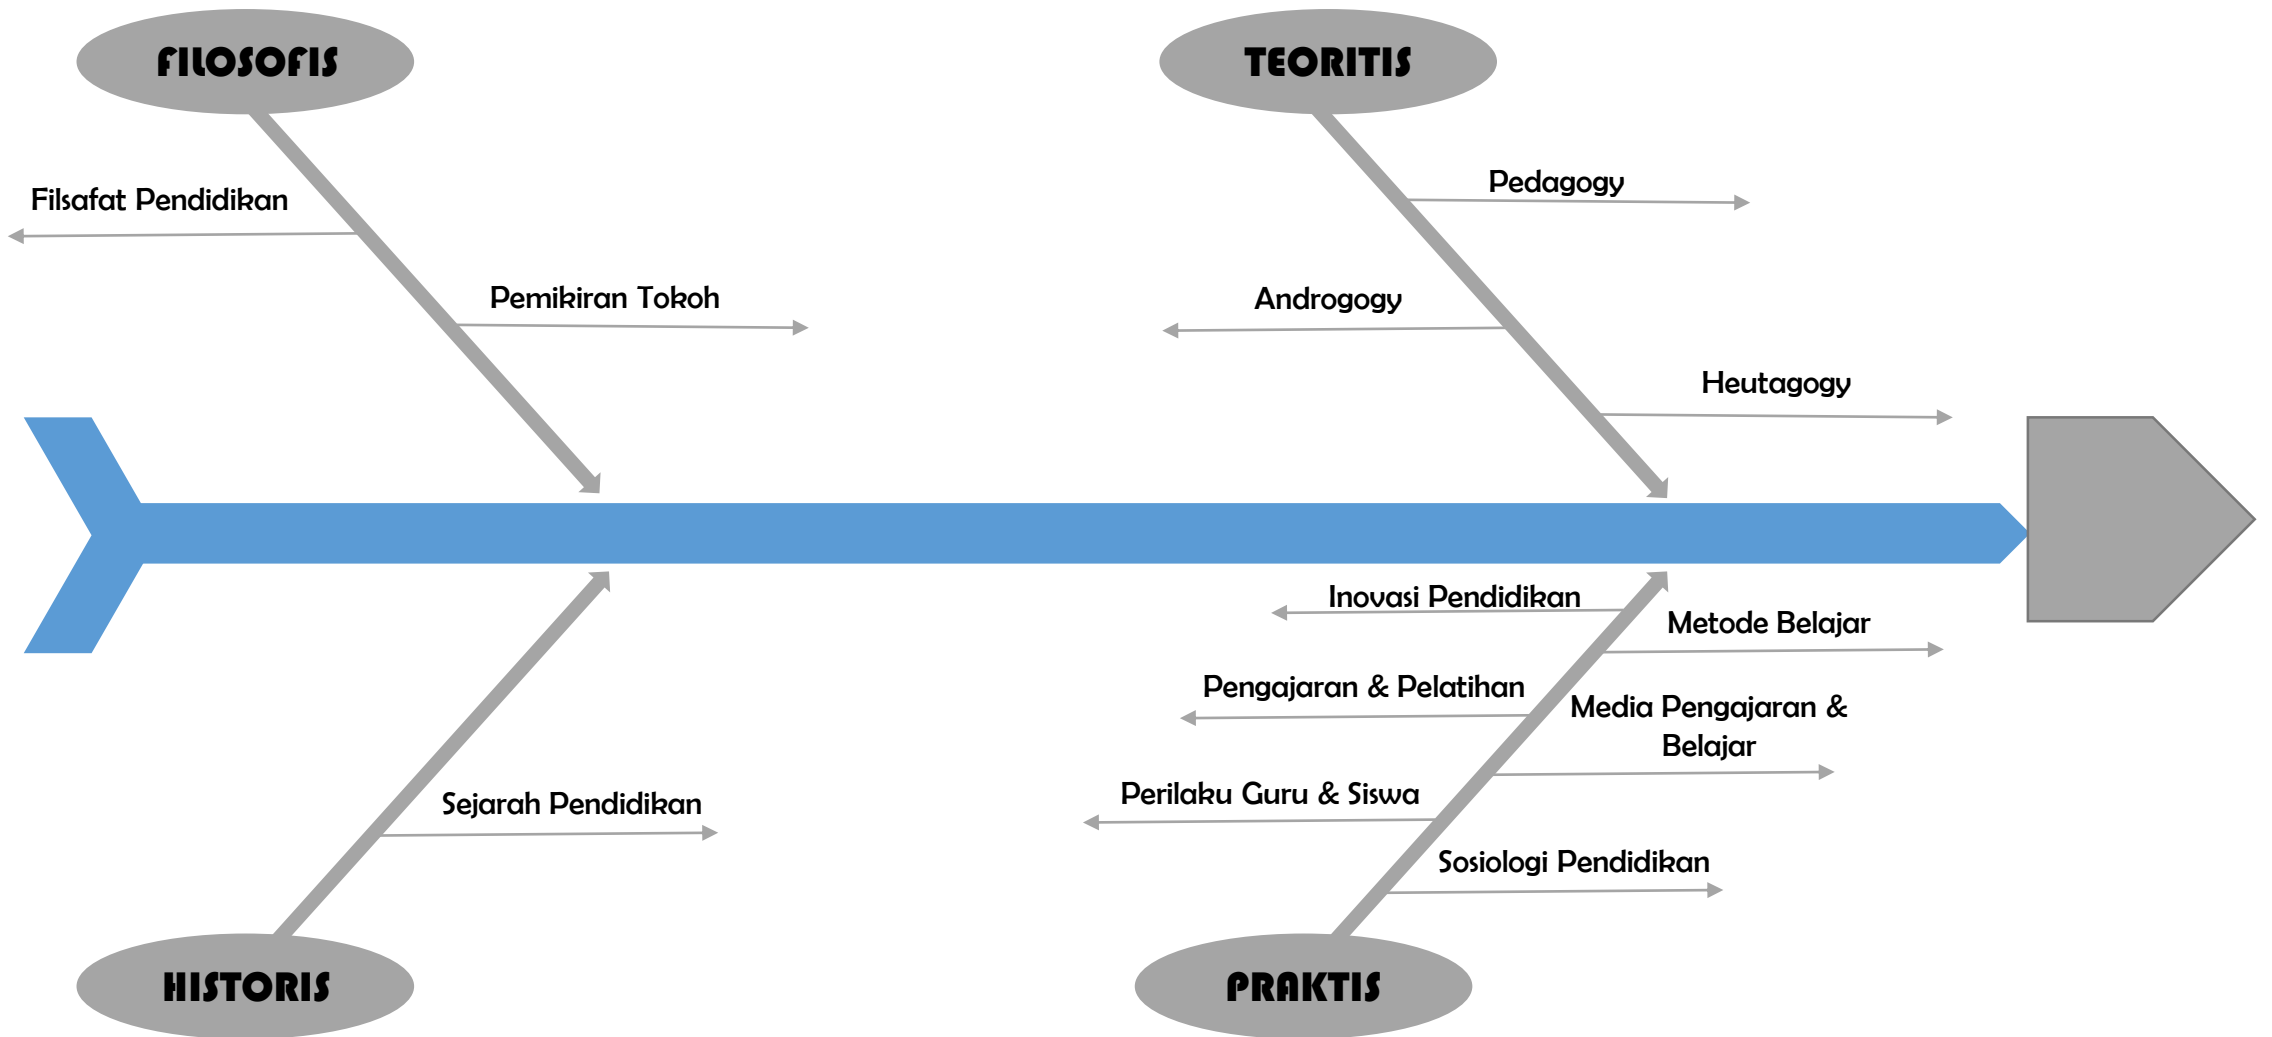 FILOSOFIS
TEORITIS
Filsafat Pendidikan
Pedagogy
Pemikiran Tokoh
Androgogy
Heutagogy
Inovasi Pendidikan
Metode Belajar
Pengajaran & Pelatihan
Media Pengajaran &
Belajar
Perilaku Guru & Siswa
Sejarah Pendidikan
Sosiologi Pendidikan
HISTORIS
PRAKTIS